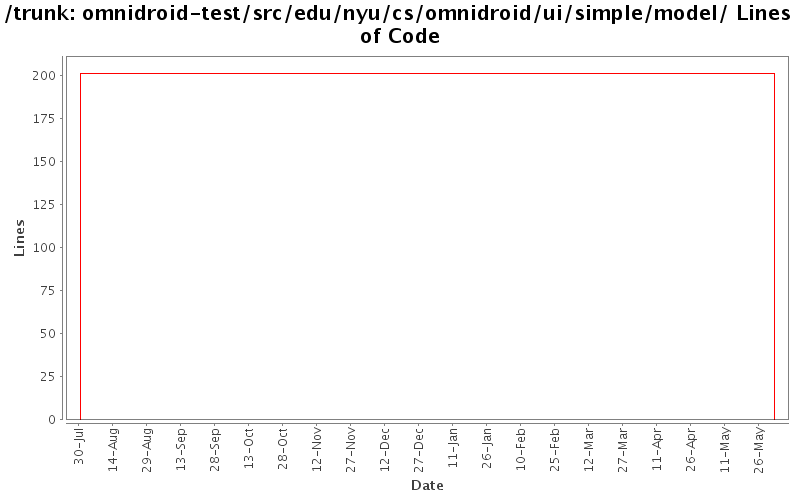 /trunk: omnidroid-test/src/edu/nyu/cs/omnidroid/ui/simple/model/ Lines
of Code
200
175
150
125
100
75
50
25
0
Lines
30-Jul
14-Aug
29-Aug
13-Sep
28-Sep
13-Oct
28-Oct
12-Nov
27-Nov
12-Dec
27-Dec
11-Jan
26-Jan
10-Feb
25-Feb
12-Mar
27-Mar
11-Apr
26-Apr
11-May
26-May
Date